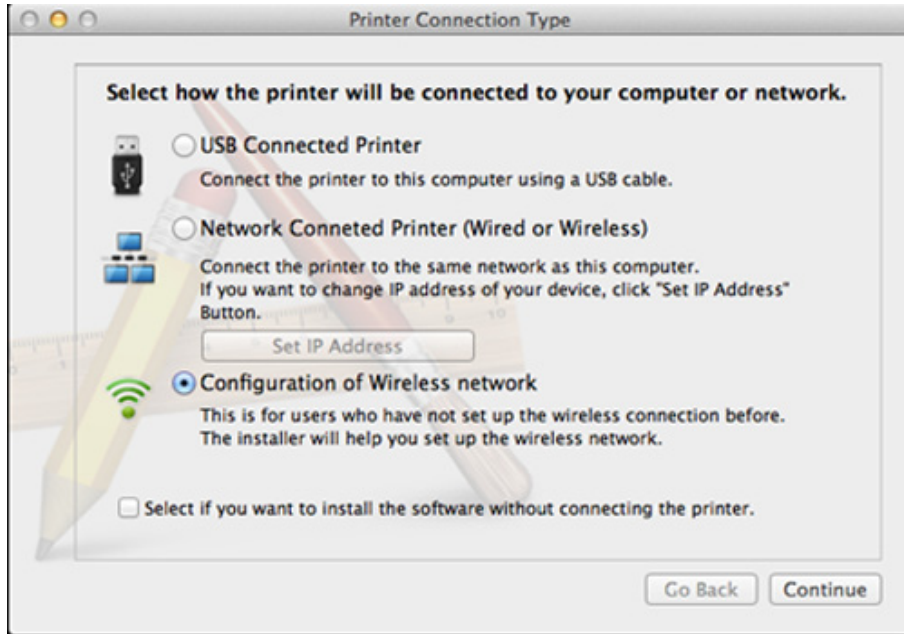 Printer Connection Type
Select how the printer will be connected to your computer or network.
USB Connected Printer
Connect the printer to this computer using a USB cable.
Network Conneted Printer (Wired or Wireless)
Connect the printer to the same network as this computer.
If you want to change IP address of your device, click "Set IP Address"
Button.
Set IP Address
Configuration of Wireless network
This is for users who have not set up the wireless connection before.
The installer will help you set up the wireless network.
Select if you want to install the software without connecting the printer.
Go Back
Continue